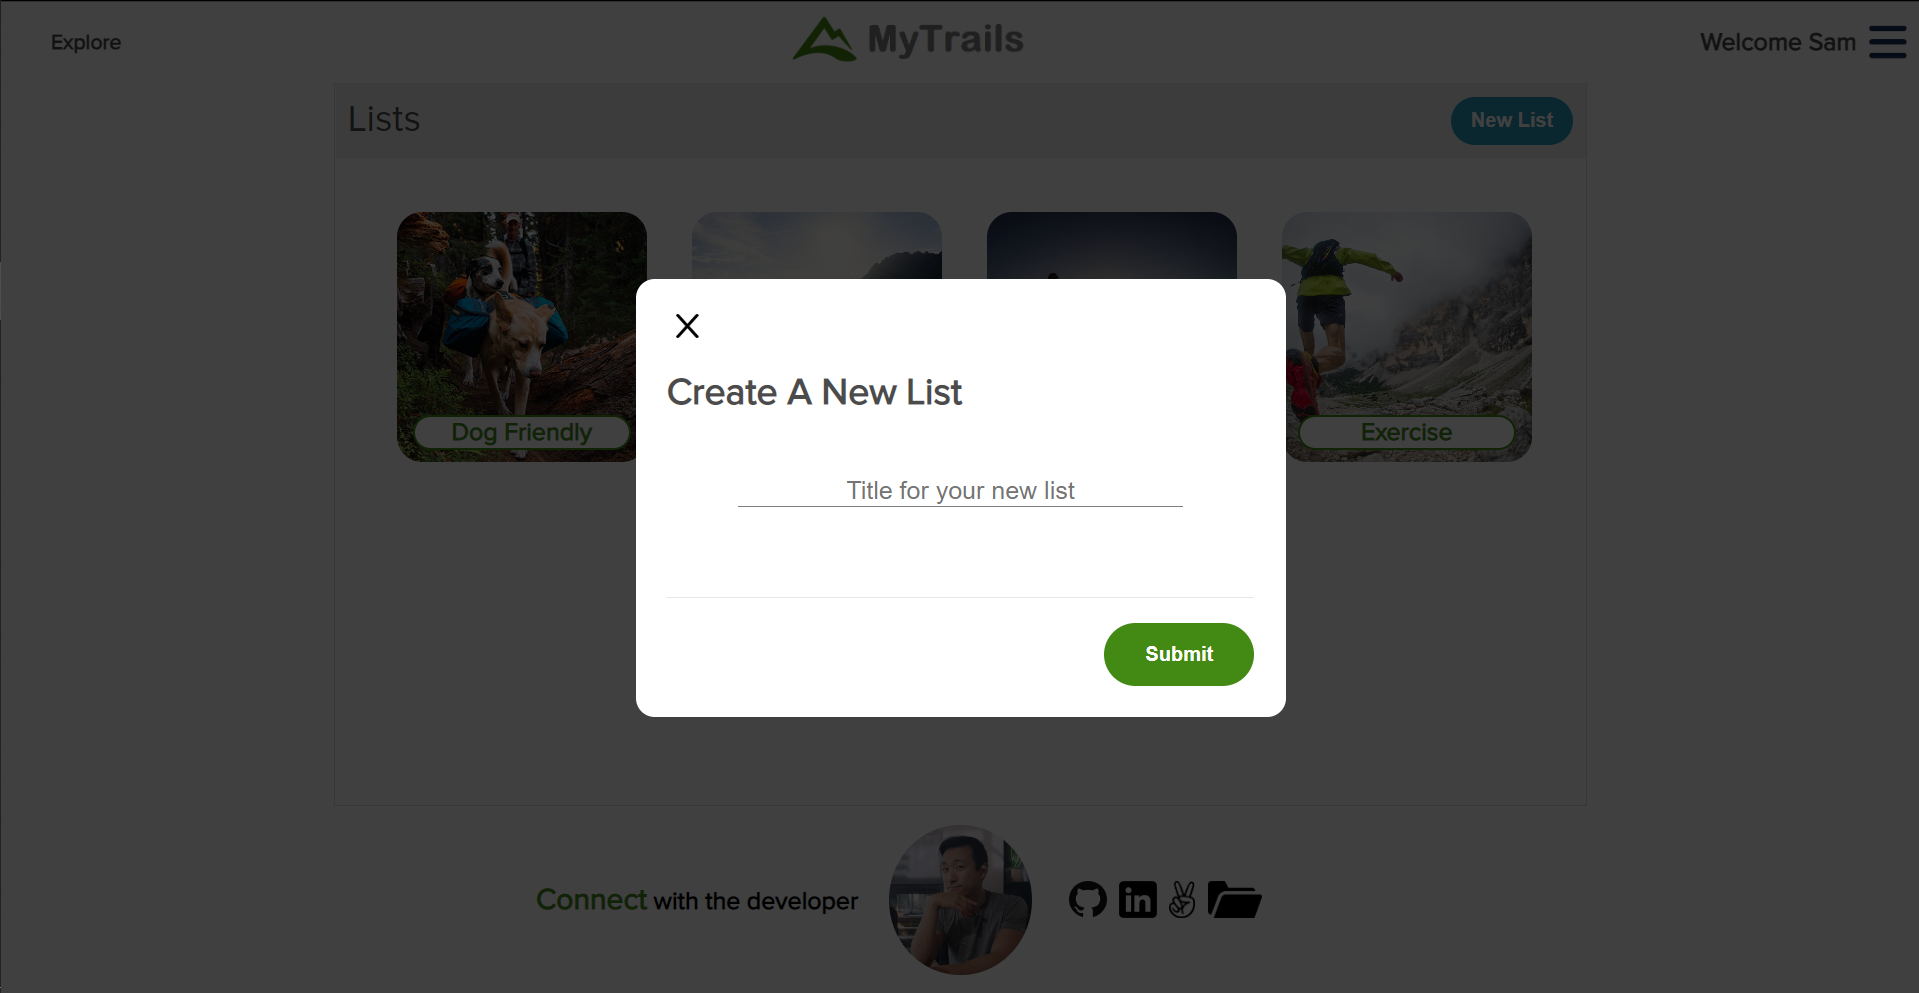 Explore
MyTrails
Welcome Sam
Lists
New List
Dog Friendly
Exercise
Create A New List
Title for your new list
Submit
Connect with the developer
in